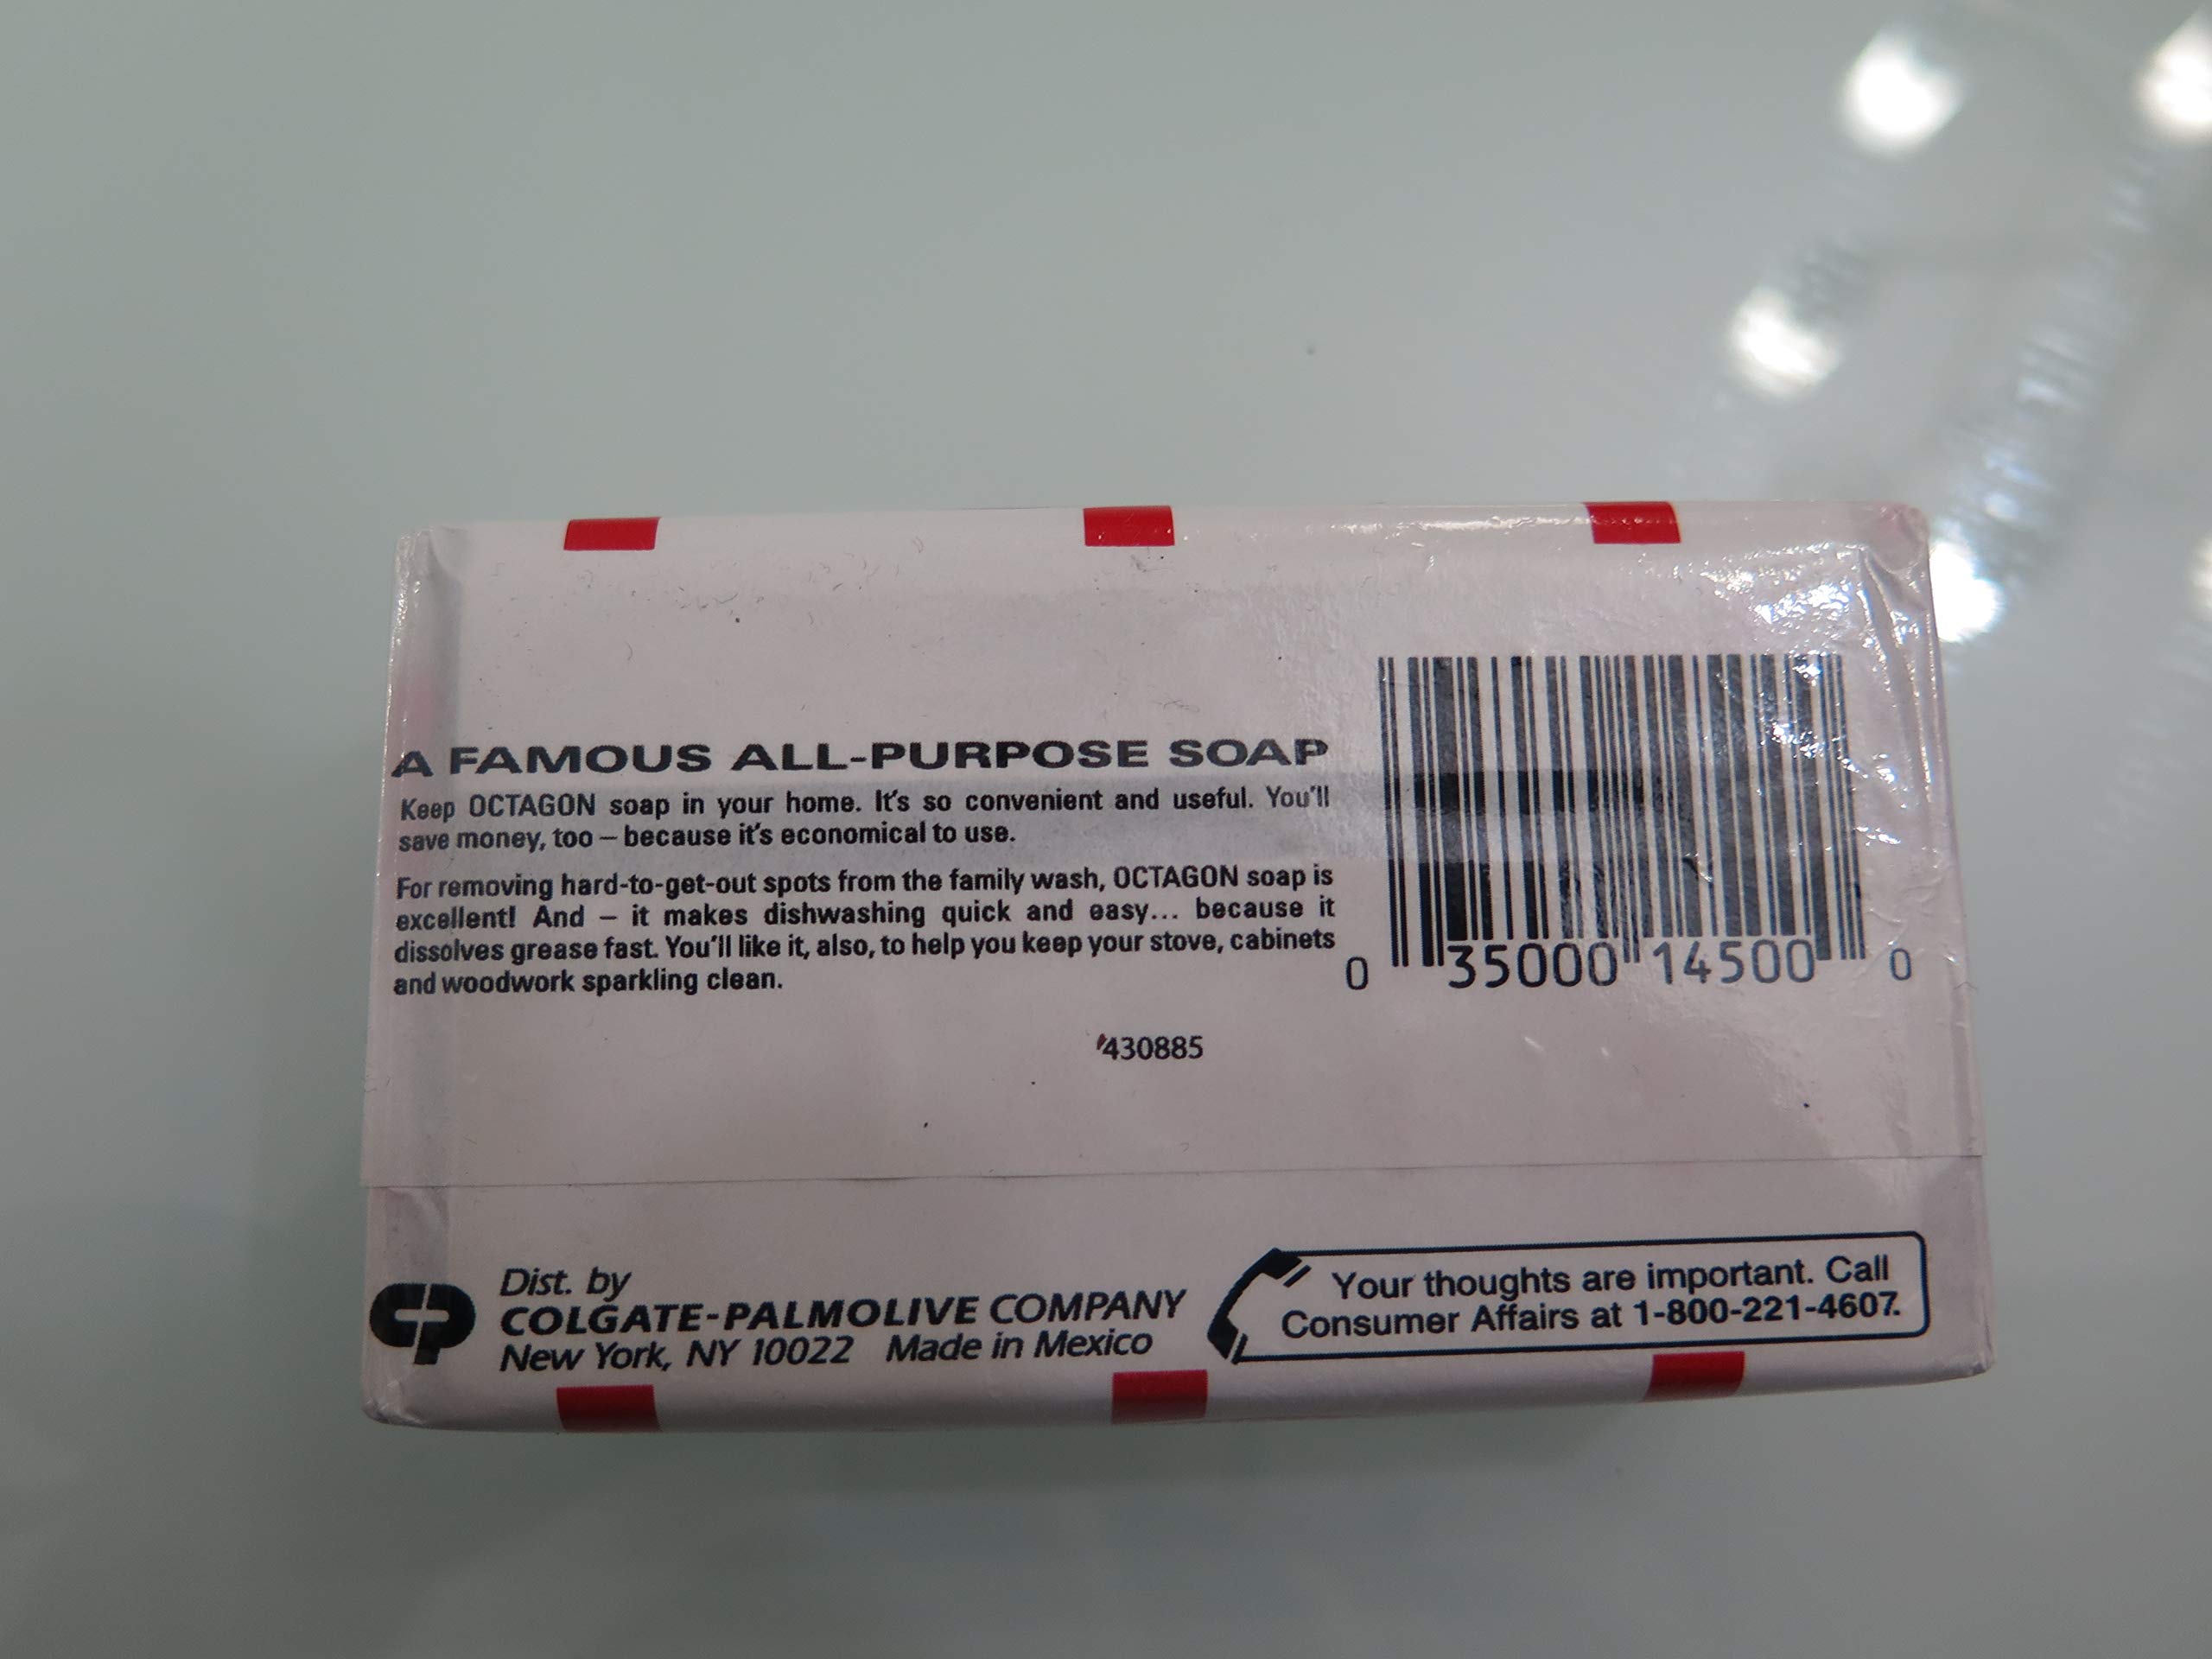 A FAMOUS ALL-PURPOSE SOAP
Keep OCTAGON soap in your home. It's so convenient and useful. You'll
save money, too – because it's economical to use.
For removing hard-to-get-out spots from the family wash, OCTAGON soap is
excellent! And – it makes dishwashing quick and easy... because it
dissolves grease fast. You'll like it, also, to help you keep your stove, cabinets
and woodwork sparkling clean.
0 35000 14500 0
430885
CP
Dist. by
COLGATE-PALMOLIVE COMPANY
New York, NY 10022 Made in Mexico
Your thoughts are important. Call
Consumer Affairs at 1-800-221-4607.